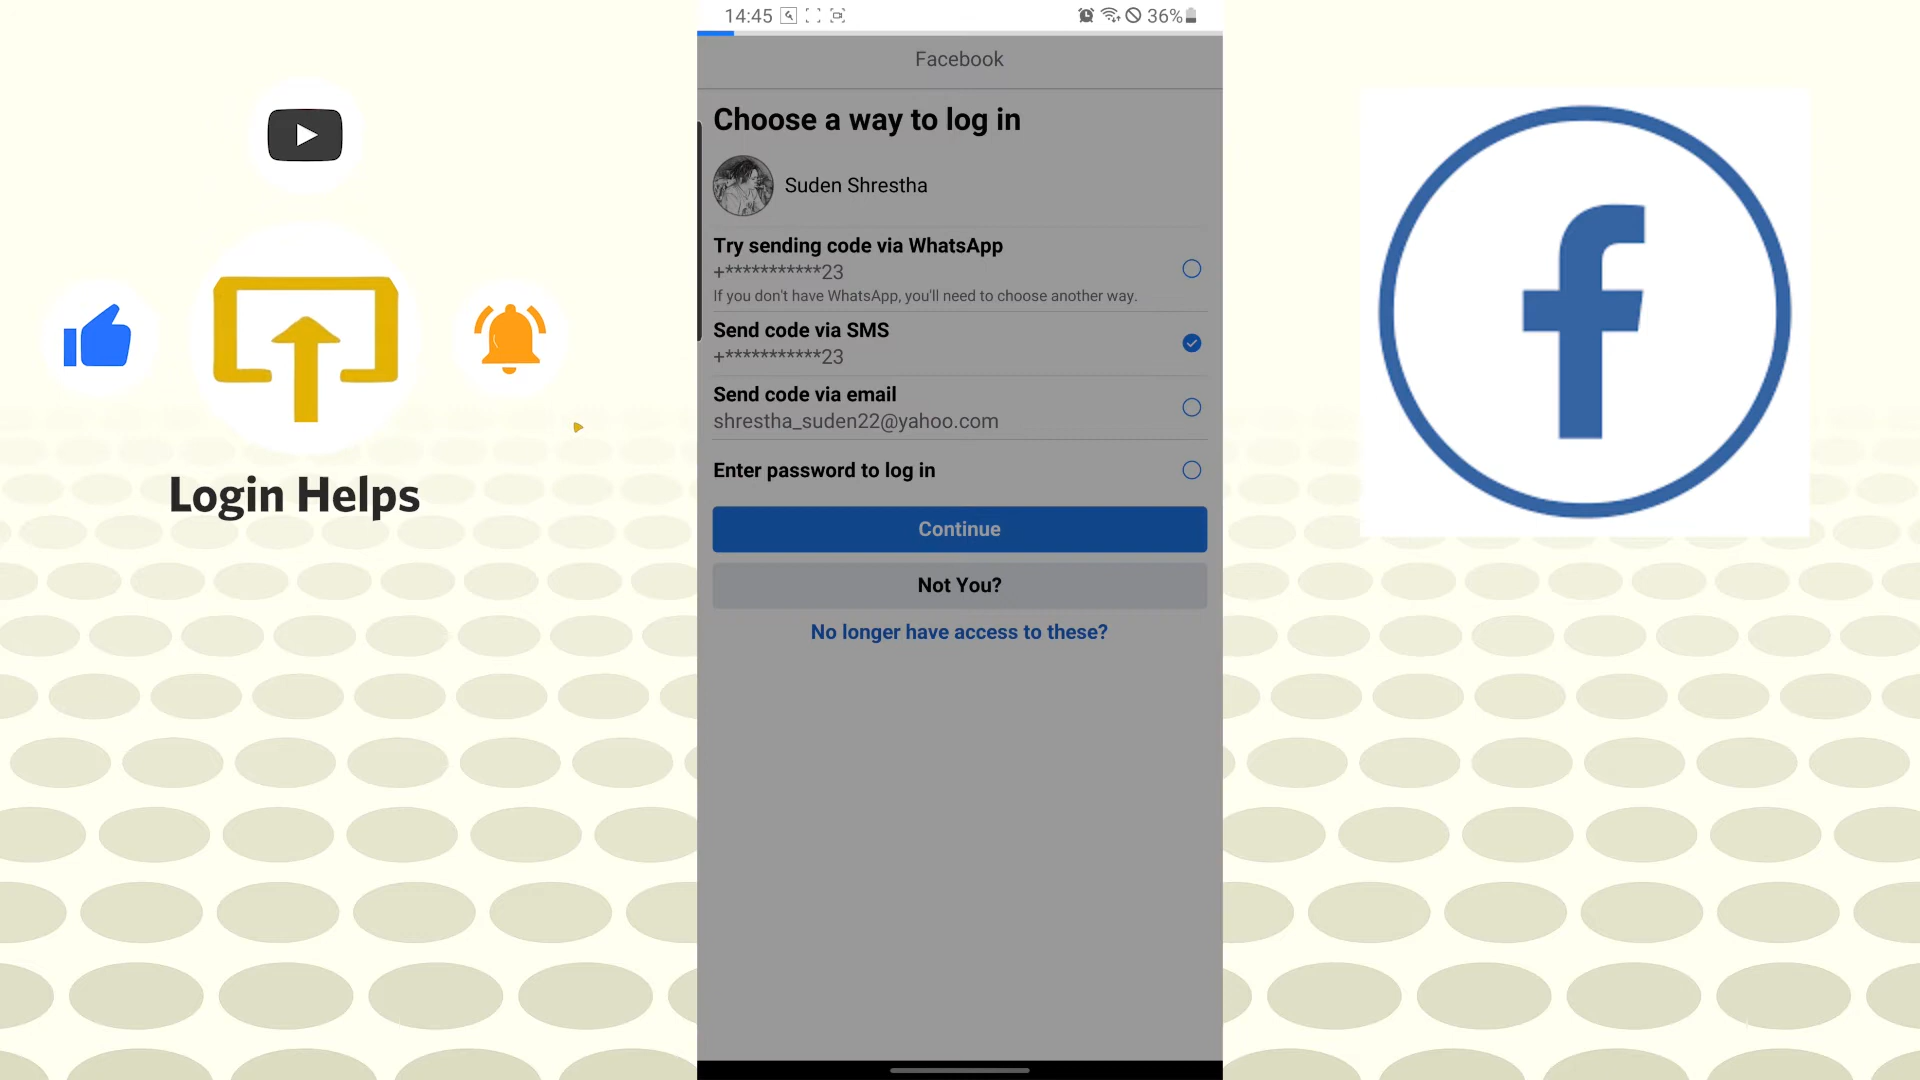 14:45
36%
Facebook
Choose a way to log in
Suden Shrestha
Try sending code via WhatsApp
+***********23
If you don't have WhatsApp, you'll need to choose another way.
Send code via SMS
+***********23
Send code via email
shrestha_suden22@yahoo.com
Enter password to log in
Continue
Not You?
No longer have access to these?
Login Helps